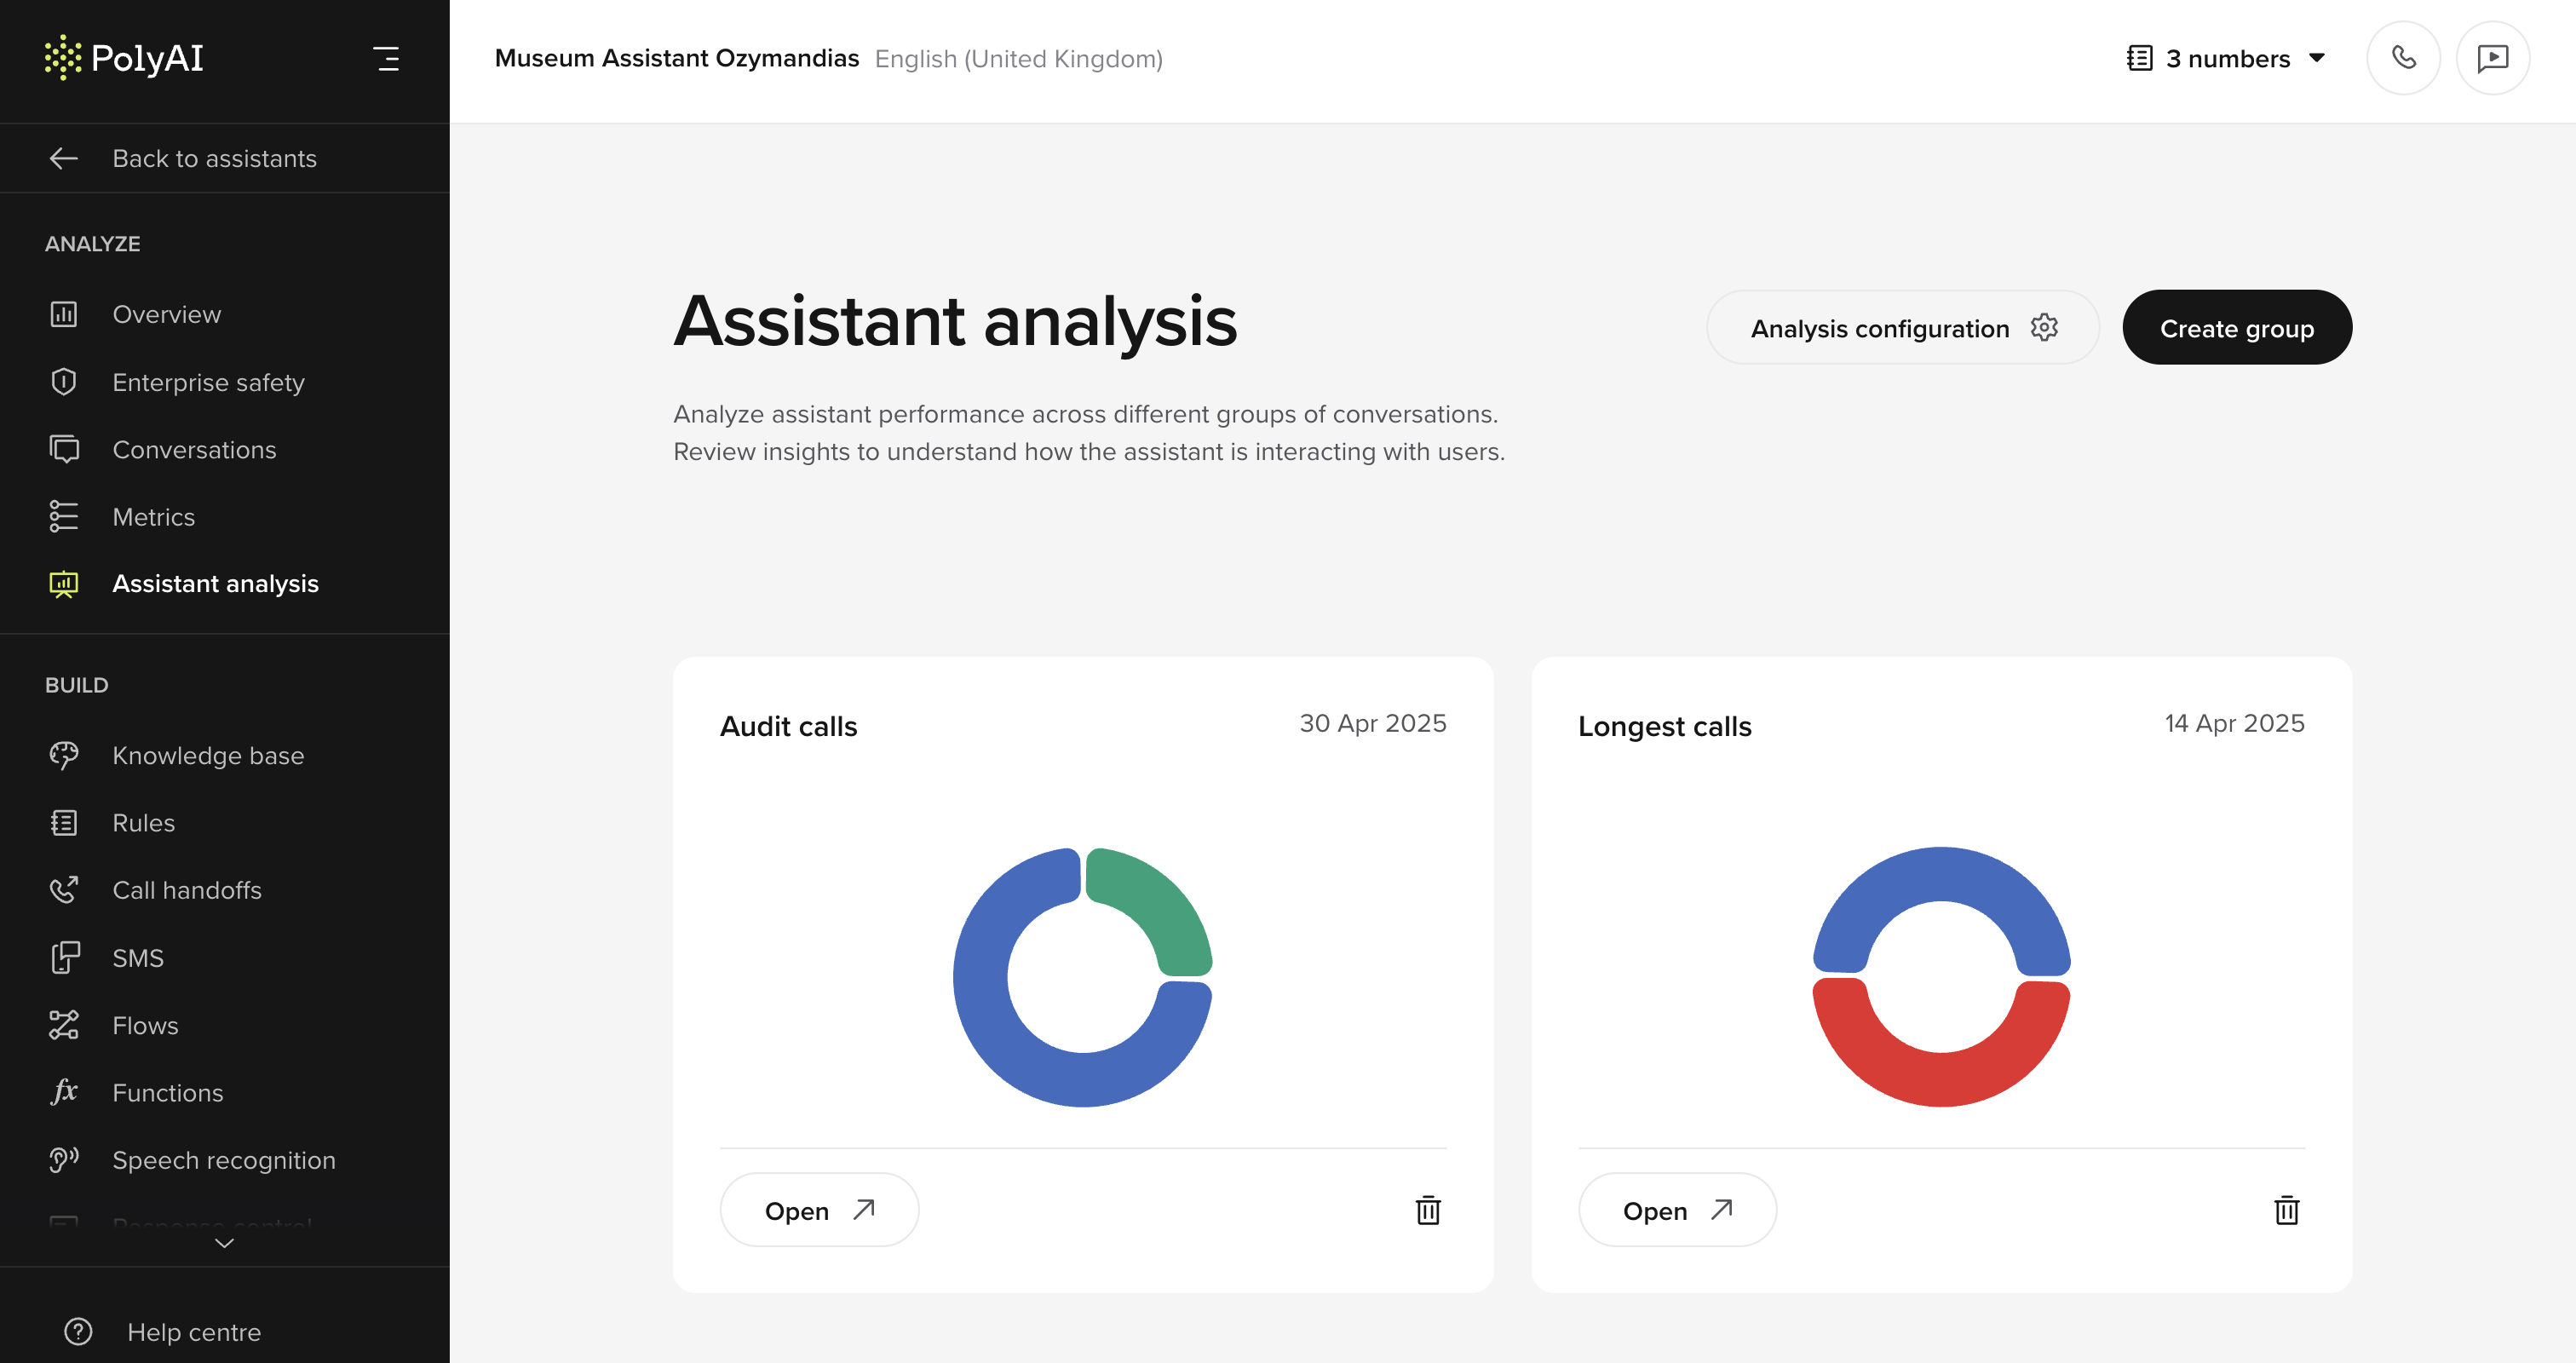 PolyAI
Museum Assistant Ozymandias English (United Kingdom)
3 numbers
Back to assistants
ANALYZE
Overview
Enterprise safety
Conversations
Metrics
Assistant analysis
BUILD
Knowledge base
Rules
Call handoffs
SMS
Flows
fx Functions
Speech recognition
Response control
Help centre
Assistant analysis
Analysis configuration
Create group
Analyze assistant performance across different groups of conversations.
Review insights to understand how the assistant is interacting with users.
Audit calls
30 Apr 2025
Open
Longest calls
14 Apr 2025
Open